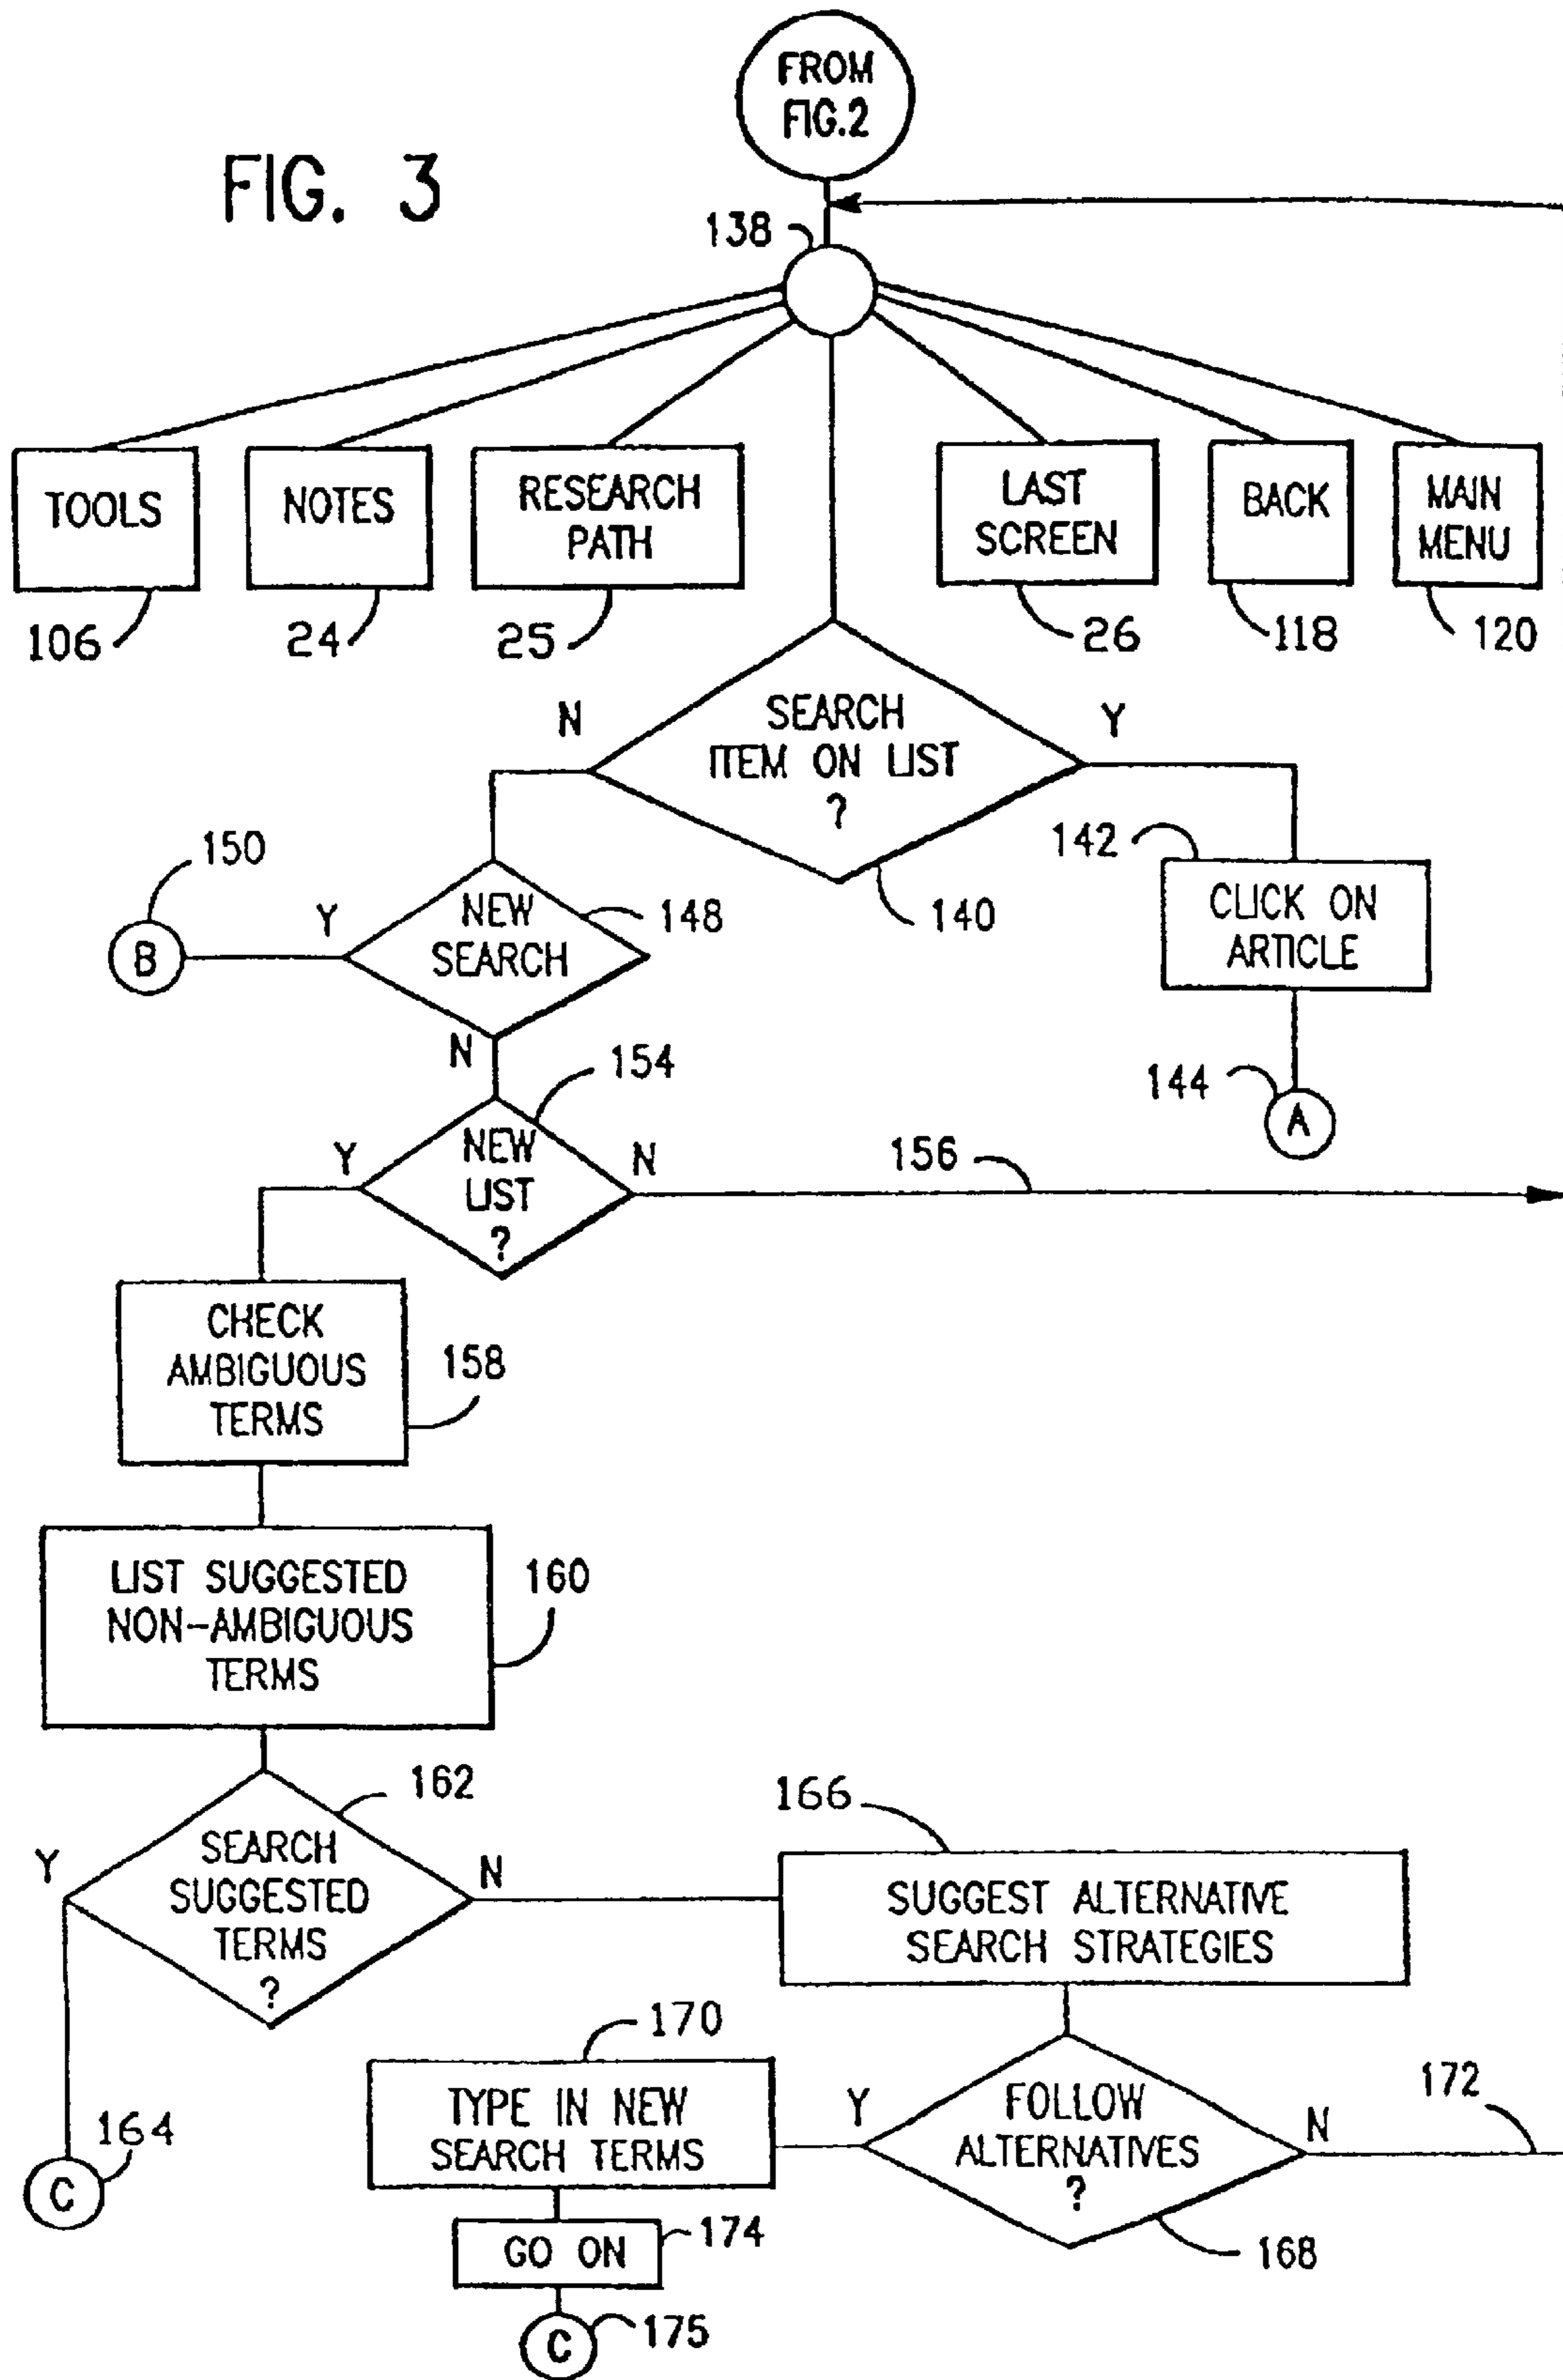 FROM
FIG.2
FIG. 3
138
TOOLS
NOTES
RESEARCH
PATH
LAST
SCREEN
BACK
MAIN
MENU
106
24
25
26
118
120
N
SEARCH
ITEM ON LIST
?
Y
140
142
CLICK ON
ARTICLE
144
A
150
B
Y
NEW
SEARCH
148
N
154
Y
NEW
LIST
?
N
156
CHECK
AMBIGUOUS
TERMS
158
LIST SUGGESTED
NON-AMBIGUOUS
TERMS
160
162
Y
SEARCH
SUGGESTED
TERMS
?
N
166
SUGGEST ALTERNATIVE
SEARCH STRATEGIES
164
C
170
TYPE IN NEW
SEARCH TERMS
Y
FOLLOW
ALTERNATIVES
?
N
172
168
GO ON
174
C
175